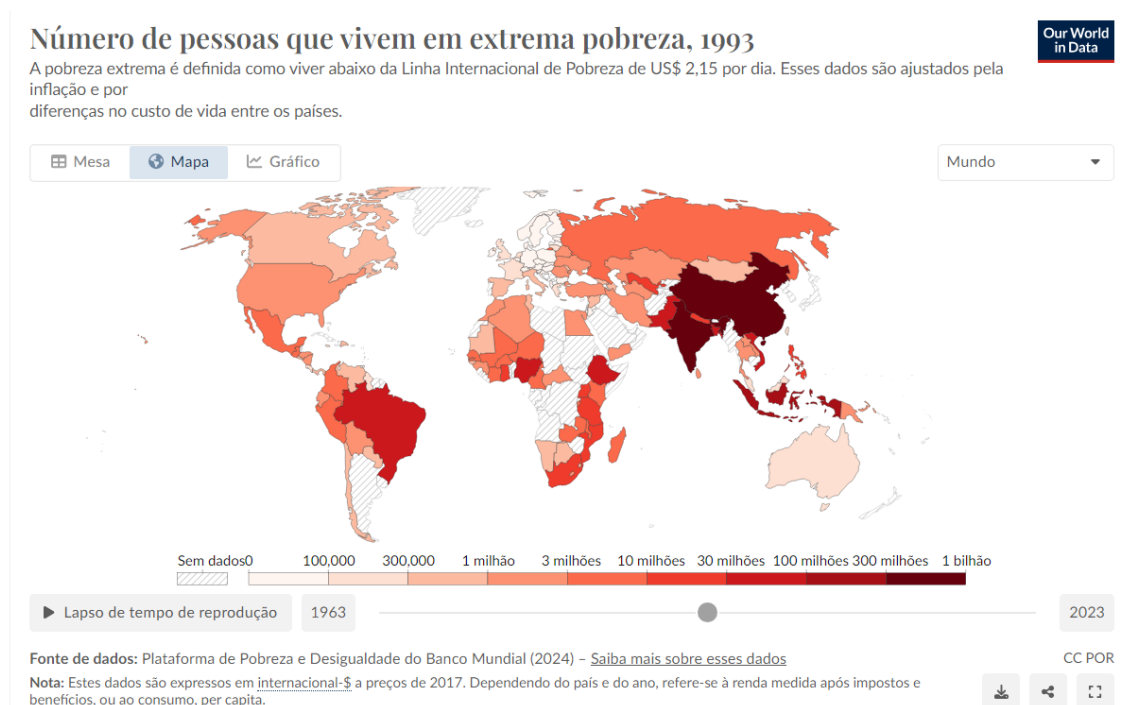 Número de pessoas que vivem em extrema pobreza, 1993
Our World
in Data
A pobreza extrema é definida como viver abaixo da Linha Internacional de Pobreza de US$ 2,15 por dia. Esses dados são ajustados pela
inflação e por
diferenças no custo de vida entre os países.
Mesa
Mapa
Gráfico
Mundo
Sem dados
0
100,000
300,000
1 milhão
3 milhões
10 milhões
30 milhões
100 milhões
300 milhões
1 bilhão
Lapso de tempo de reprodução
1963
2023
Fonte de dados: Plataforma de Pobreza e Desigualdade do Banco Mundial (2024) – Saiba mais sobre esses dados
CC POR
Nota: Estes dados são expressos em internacional-$ a preços de 2017. Dependendo do país e do ano, refere-se à renda medida após impostos e
benefícios, ou ao consumo, per capita.